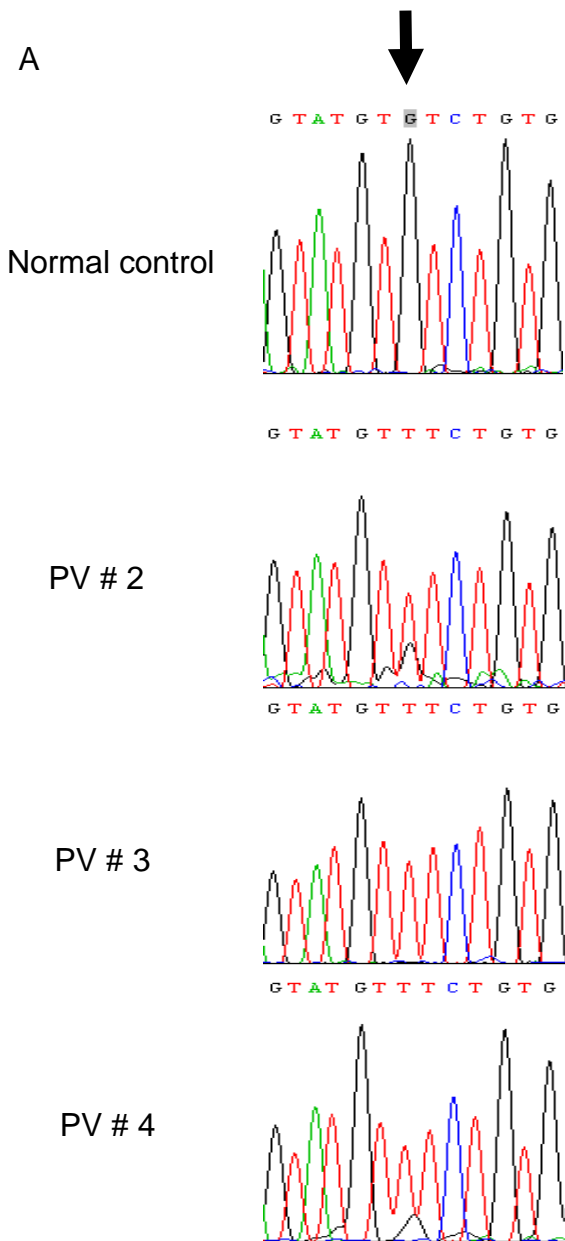 A
G T A T G T G T C T G T G
Normal control
G T A T G T T T C T G T G
PV # 2
G T A T G T T T C T G T G
PV # 3
G T A T G T T T C T G T G
PV # 4